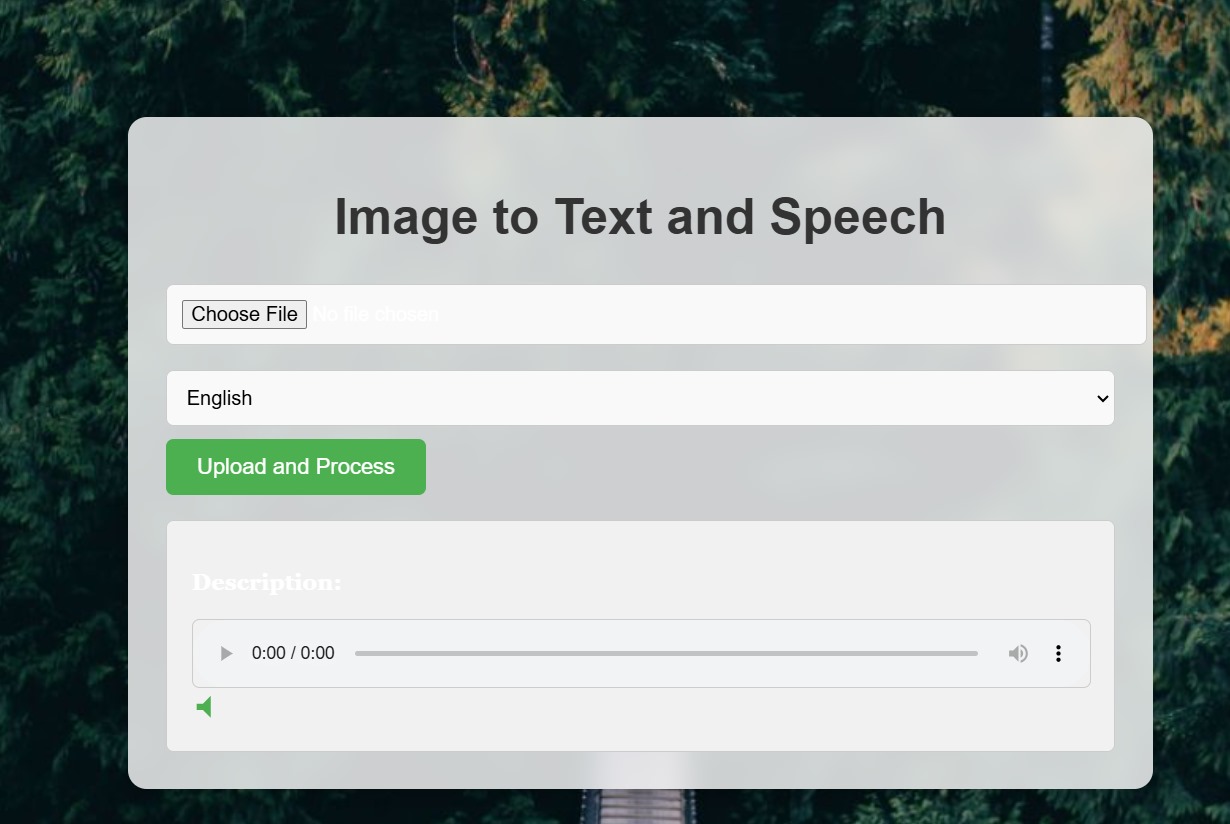 Image to Text and Speech
Choose File No file chosen
English
Upload and Process
Description:
0:00 / 0:00